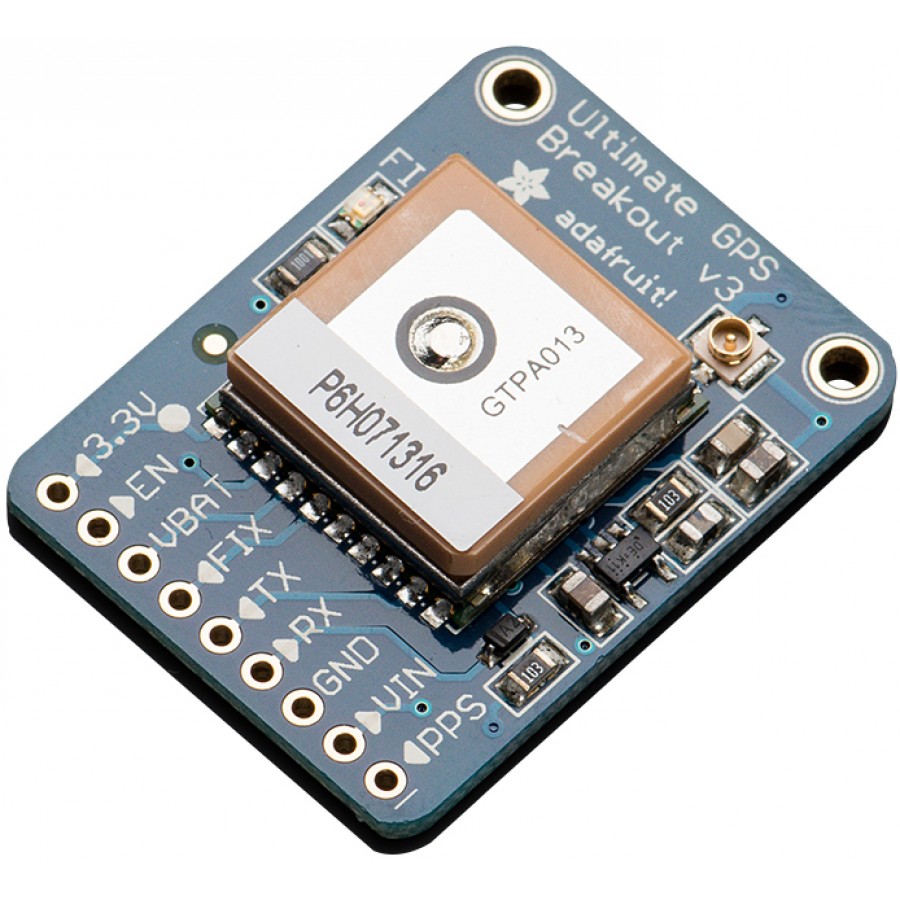 Ultimate GPS
Breakout v3
adafruit!
FI
1001
GTPA013
P6H071316
3.3V
EN
VBAT
FIX
TX
RX
GND
VIN
PPS
103
103